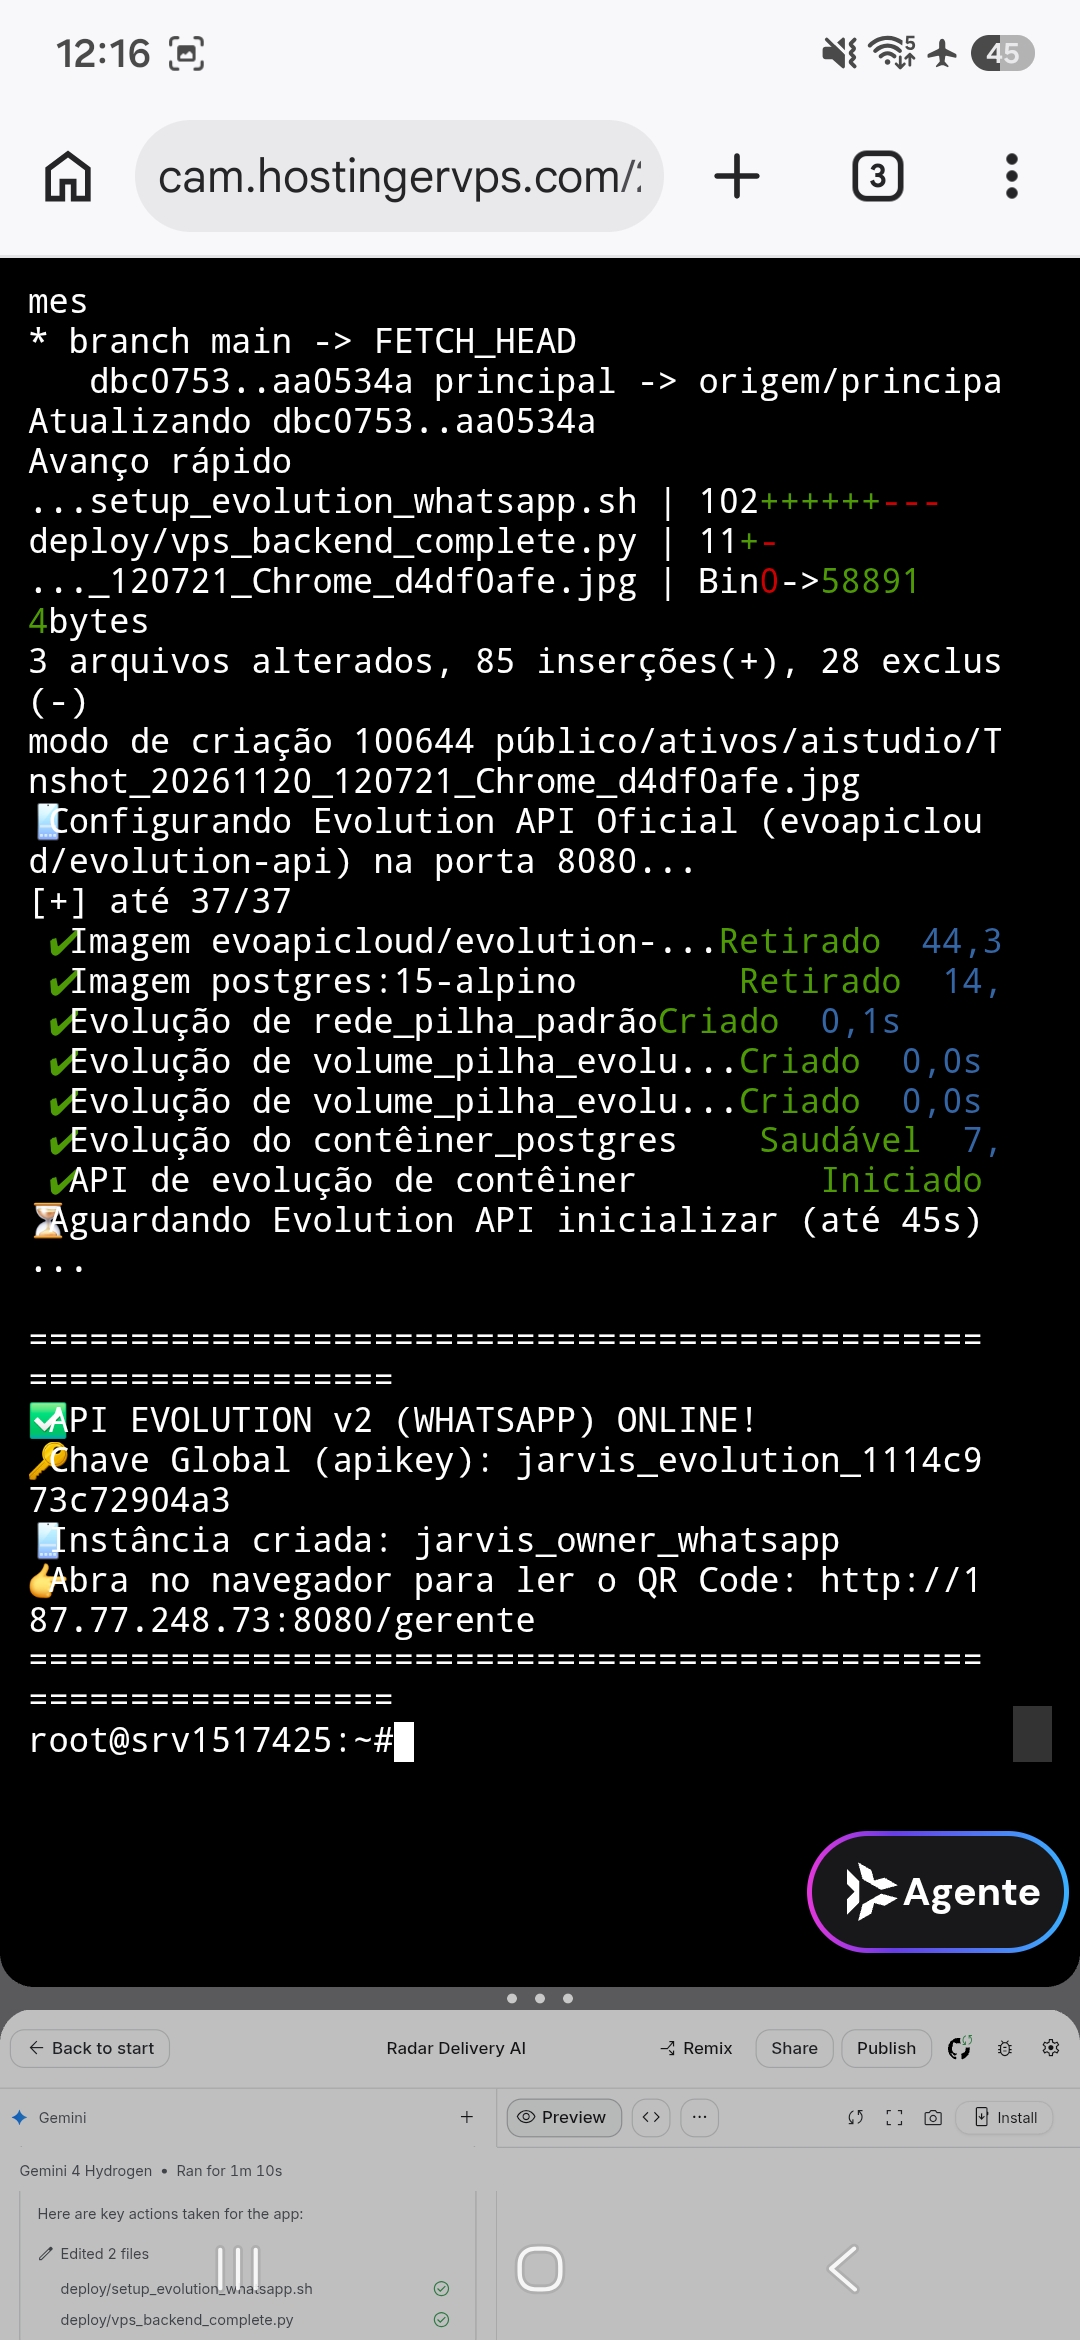 12:16
5
45
cam.hostingervps.com/
3
mes
* branch main -> FETCH_HEAD
dbc0753..aa0534a principal -> origem/principa
Atualizando dbc0753..aa0534a
Avanço rápido
...setup_evolution_whatsapp.sh | 102++++++---
deploy/vps_backend_complete.py | 11+-
..._120721_Chrome_d4df0afe.jpg | Bin0->58891
4bytes
3 arquivos alterados, 85 inserções(+), 28 exclus
(-)
modo de criação 100644 público/ativos/aistudio/T
nshot_20261120_120721_Chrome_d4df0afe.jpg
Configurando Evolution API Oficial (evoapiclou
d/evolution-api) na porta 8080...
[+] até 37/37
✔Imagem evoapicloud/evolution-...Retirado 44,3
✔Imagem postgres:15-alpino Retirado 14,
✔Evolução de rede_pilha_padrãoCriado 0,1s
✔Evolução de volume_pilha_evolu...Criado 0,0s
✔Evolução de volume_pilha_evolu...Criado 0,0s
✔Evolução do contêiner_postgres Saudável 7,
✔API de evolução de contêiner Iniciado
⏳Aguardando Evolution API inicializar (até 45s)
...
===============================================
==================
✅API EVOLUTION v2 (WHATSAPP) ONLINE!
🔑Chave Global (apikey): jarvis_evolution_1114c9
73c72904a3
Instância criada: jarvis_owner_whatsapp
👉Abra no navegador para ler o QR Code: http://1
87.77.248.73:8080/gerente
===============================================
==================
root@srv1517425:~#
Agente
Back to start
Radar Delivery AI
Remix
Share
Publish
Gemini
Preview
Install
Gemini 4 Hydrogen • Ran for 1m 10s
Here are key actions taken for the app:
Edited 2 files
deploy/setup_evolution_whatsapp.sh
deploy/vps_backend_complete.py